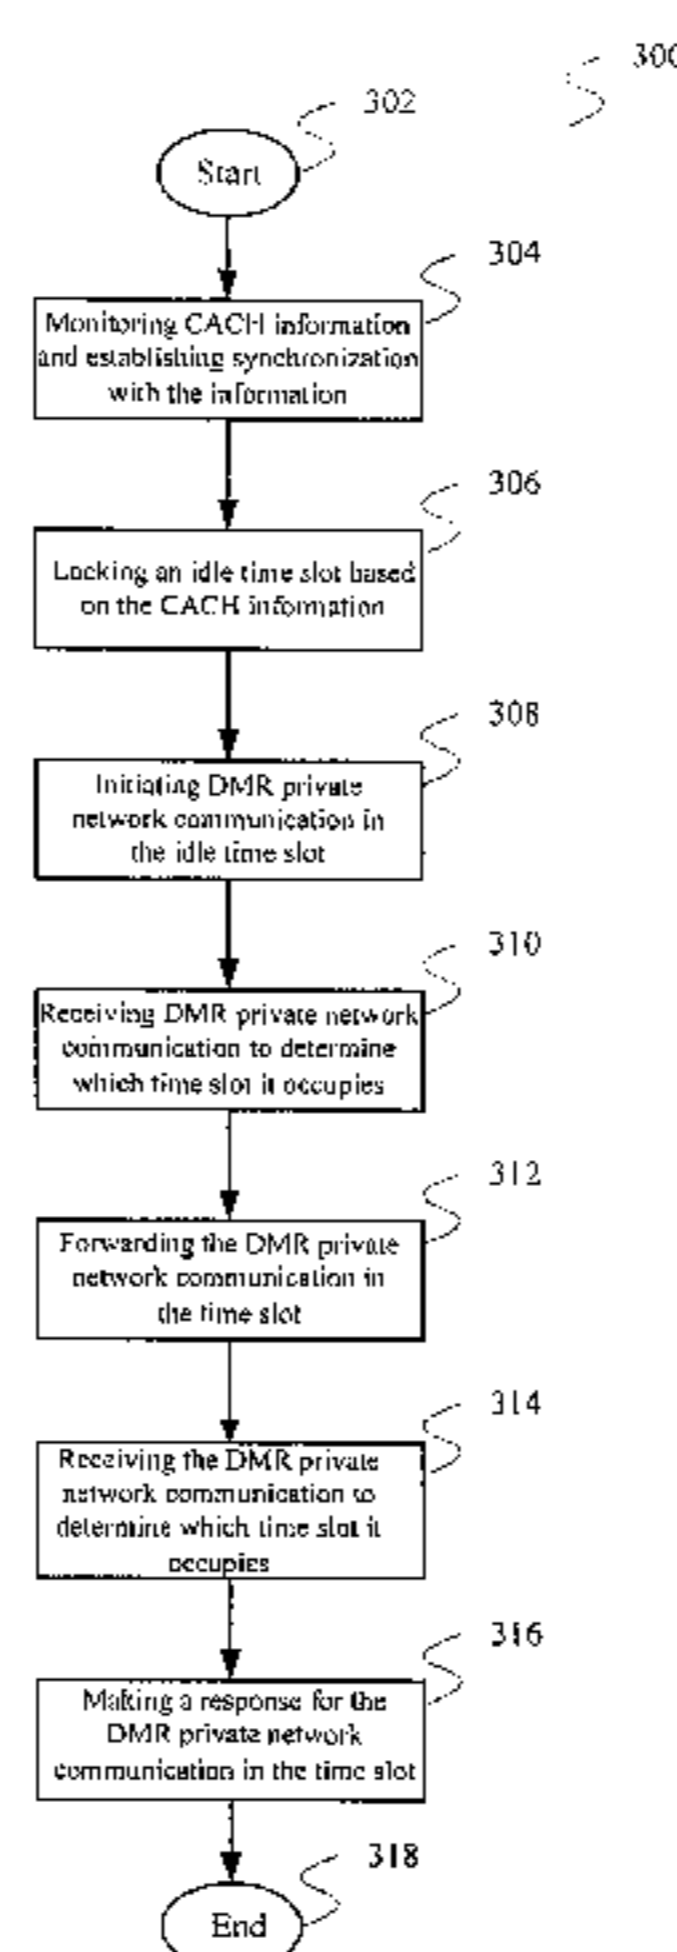 300
302
Start
304
Monitoring CACH information
and establishing synchronization
with the information
306
Locking an idle time slot based
on the CACH information
308
Initiating DMR private
network communication in
the idle time slot
310
Receiving DMR private network
communication to determine
which time slot it occupies
312
Forwarding the DMR private
network communication in
the time slot
314
Receiving the DMR private
network communication to
determine which time slot it
occupies
316
Making a response for the
DMR private network
communication in the time slot
318
End